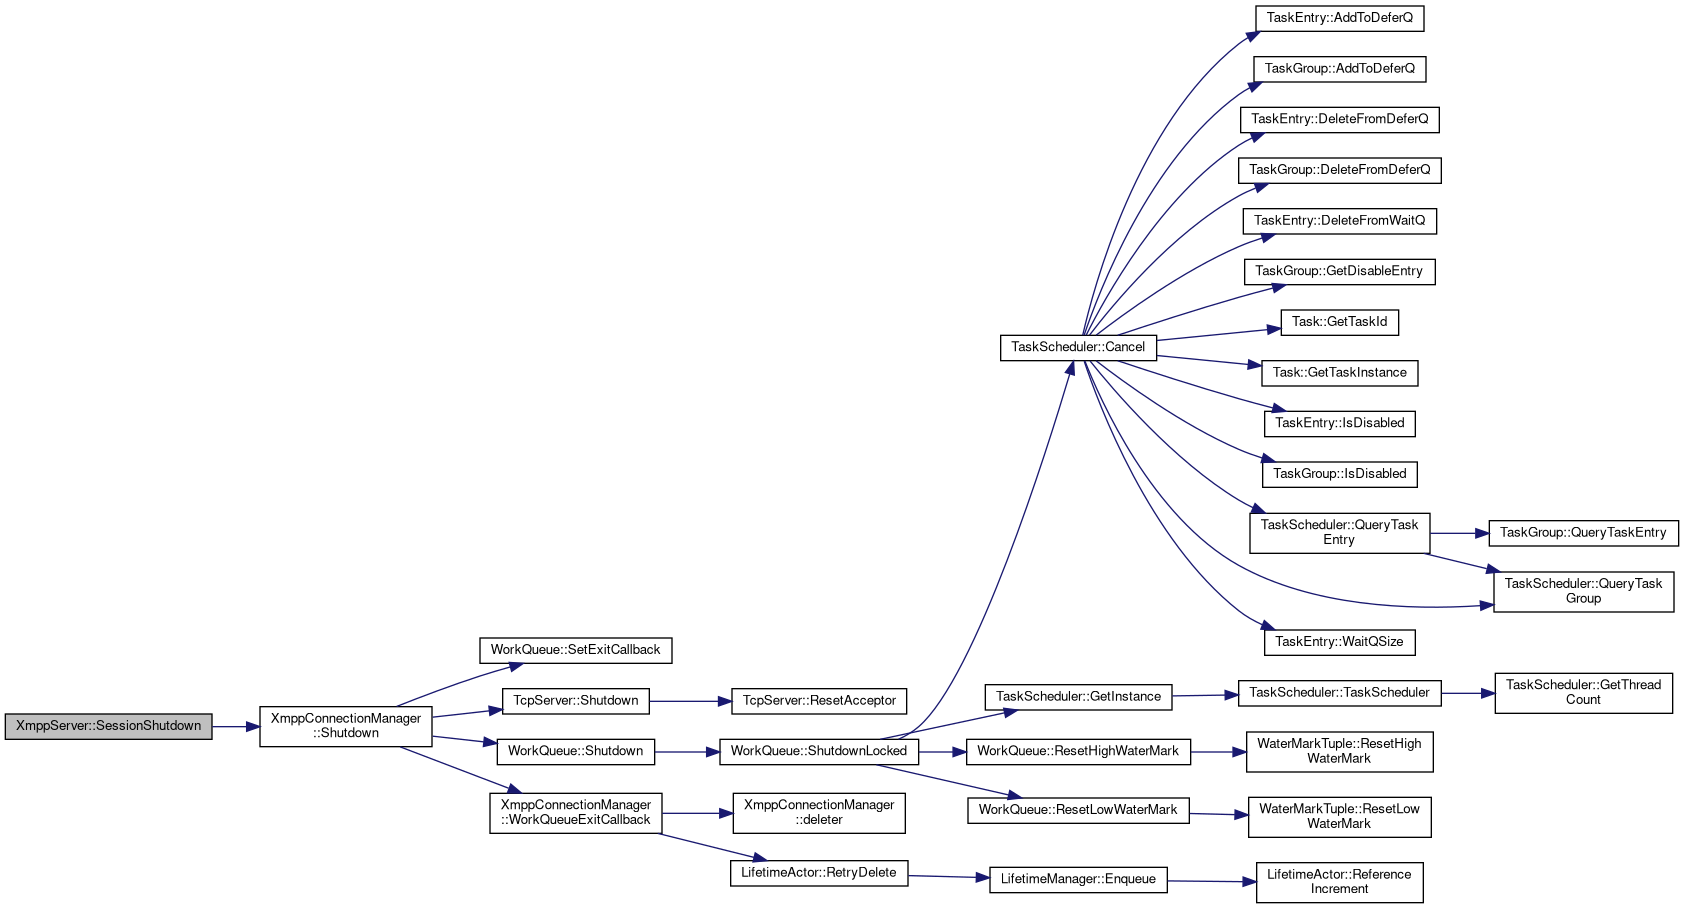 TaskEntry::AddToDeferQ
TaskGroup::AddToDeferQ
TaskEntry::DeleteFromDeferQ
TaskGroup::DeleteFromDeferQ
TaskEntry::DeleteFromWaitQ
TaskGroup::GetDisableEntry
Task::GetTaskId
TaskScheduler::Cancel
Task::GetTaskInstance
TaskEntry::IsDisabled
TaskGroup::IsDisabled
TaskScheduler::QueryTask
Entry
TaskGroup::QueryTaskEntry
TaskScheduler::QueryTask
Group
TaskEntry::WaitQSize
WorkQueue::SetExitCallback
TcpServer::Shutdown
TcpServer::ResetAcceptor
TaskScheduler::GetInstance
TaskScheduler::TaskScheduler
TaskScheduler::GetThread
Count
XmppServer::SessionShutdown
XmppConnectionManager
::Shutdown
WorkQueue::Shutdown
WorkQueue::ShutdownLocked
WorkQueue::ResetHighWaterMark
WaterMarkTuple::ResetHigh
WaterMark
WorkQueue::ResetLowWaterMark
WaterMarkTuple::ResetLow
WaterMark
XmppConnectionManager
::WorkQueueExitCallback
XmppConnectionManager
::deleter
LifetimeActor::RetryDelete
LifetimeManager::Enqueue
LifetimeActor::Reference
Increment